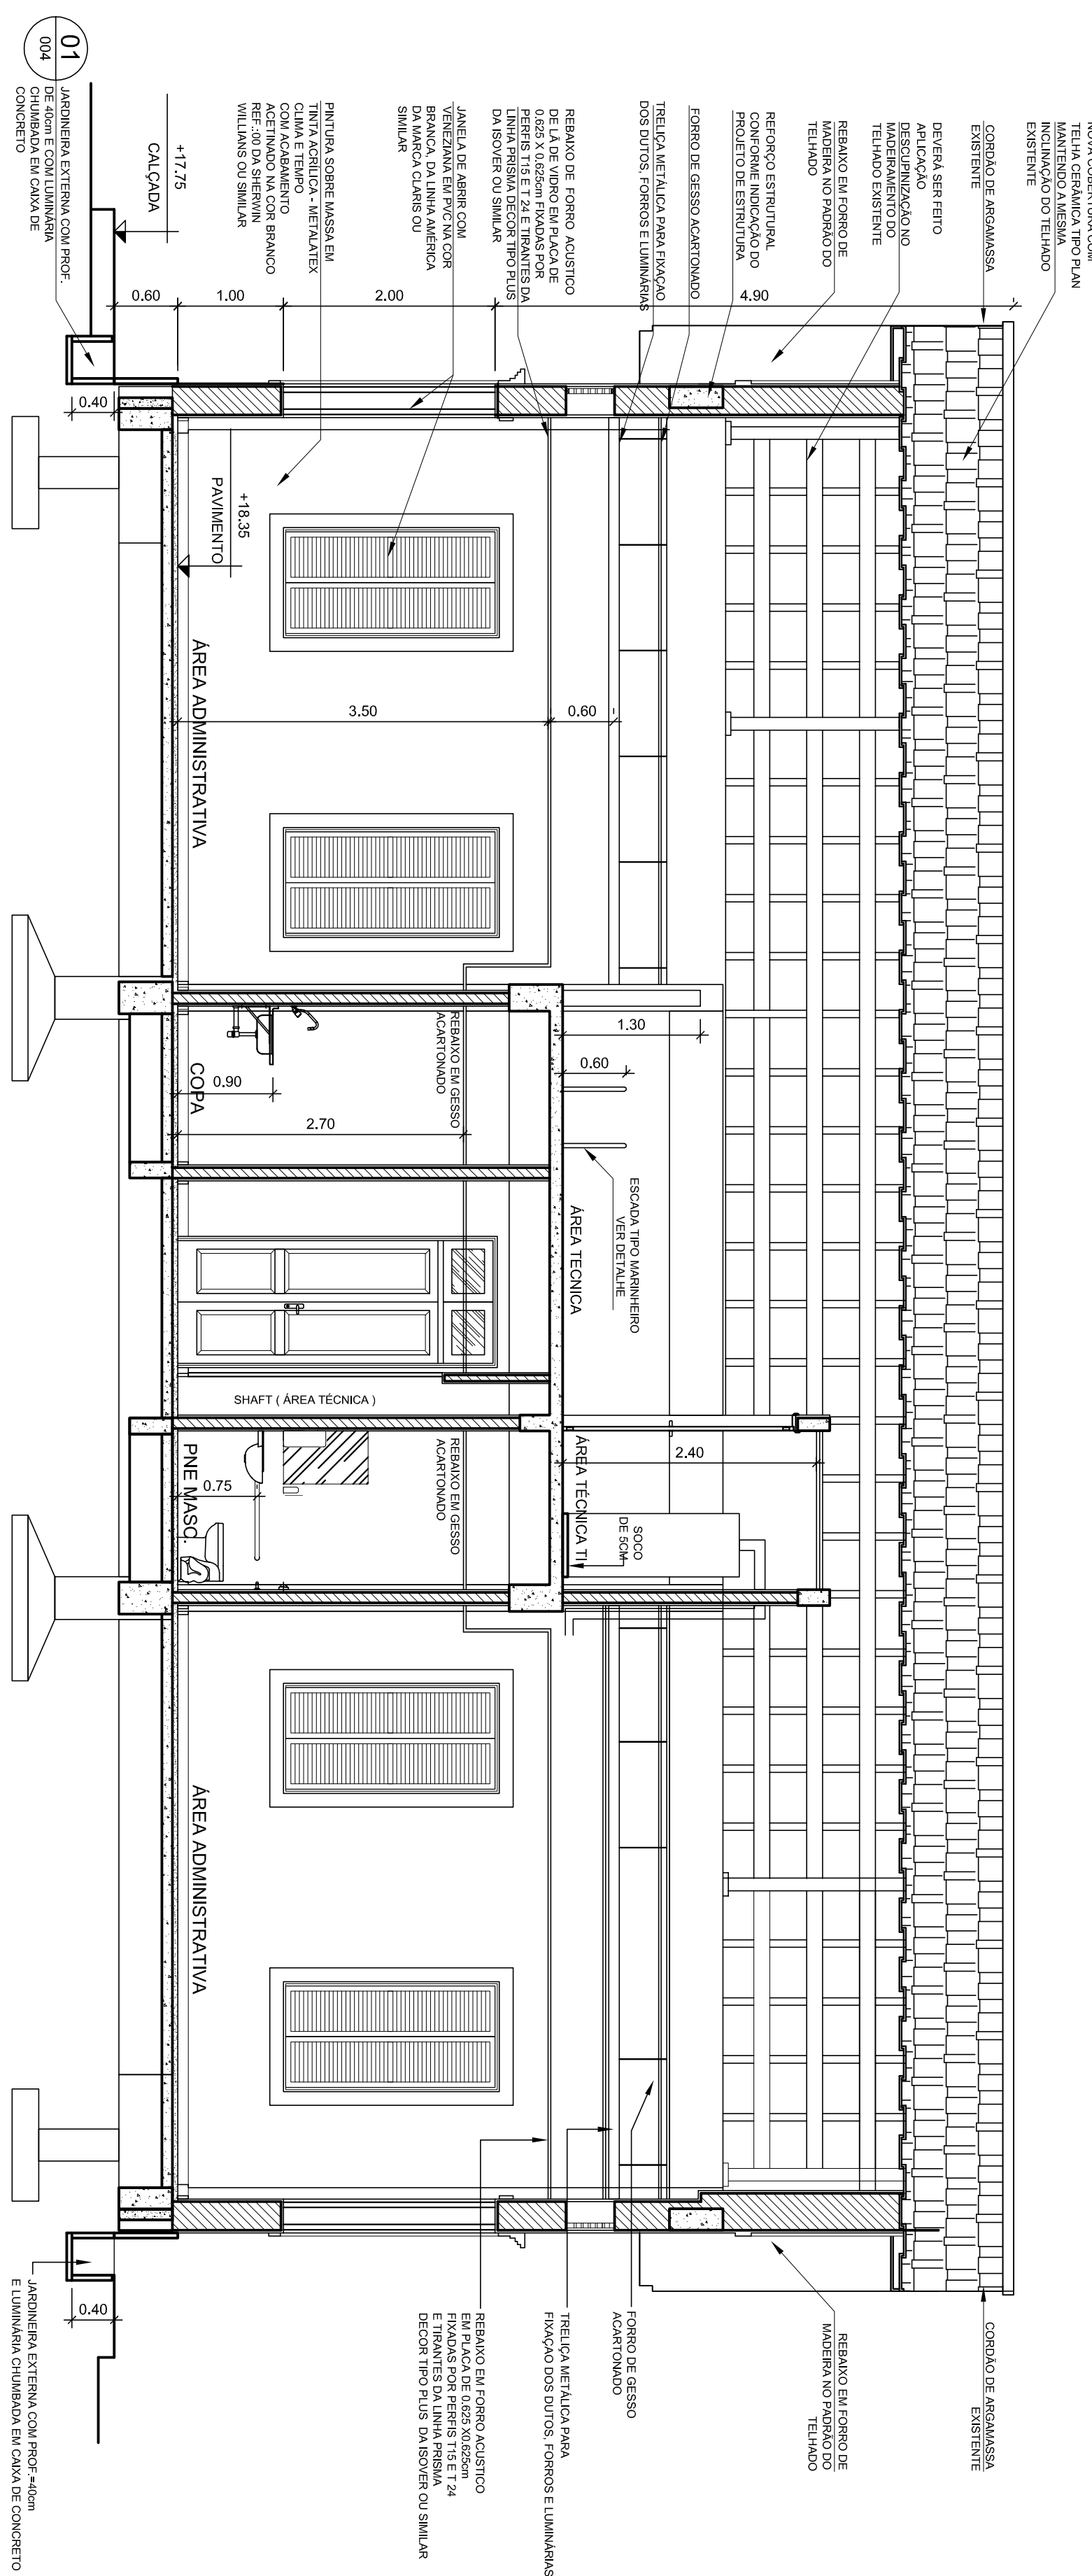 NOVA COBERTURA COM
TELHA CERÂMICA TIPO PLAN
MANTENDO A MESMA
INCLINAÇÃO DO TELHADO
EXISTENTE
CORDÃO DE ARGAMASSA
EXISTENTE
DEVERÁ SER FEITO
APLICAÇÃO
DESCUPINIZAÇÃO NO
MADEIRAMENTO DO
TELHADO EXISTENTE
REBAIXO EM FORRO DE
MADEIRA NO PADRÃO DO
TELHADO
REFORÇO ESTRUTURAL
CONFORME INDICAÇÃO DO
PROJETO DE ESTRUTURA
FORRO DE GESSO ACARTONADO
TRELIÇA METÁLICA PARA FIXAÇAO
DOS DUTOS, FORROS E LUMINÁRIAS
REBAIXO DE FORRO ACUSTICO
DE LÃ DE VIDRO EM PLACA DE
0.625 X 0.625cm FIXADAS POR
PERFIS T15 E T 24 E TIRANTES DA
LINHA PRISMA DECOR TIPO PLUS
DA ISOVER OU SIMILAR
JANELA DE ABRIR COM
VENEZIANA EM PVC NA COR
BRANCA, DA LINHA AMÉRICA
DA MARCA CLARIS OU
SIMILAR
PINTURA SOBRE MASSA EM
TINTA ACRÍLICA - METALATEX
CLIMA E TEMPO
COM ACABAMENTO
ACETINADO NA COR BRANCO
REF.:00 DA SHERWIN
WILLIANS OU SIMILAR
+17.75
CALÇADA
JARDINEIRA EXTERNA COM PROF.
DE 40cm E COM LUMINÁRIA
CHUMBADA EM CAIXA DE
CONCRETO
01
004
4.90
2.00
1.00
0.60
0.40
+18.35
PAVIMENTO
ÁREA ADMINISTRATIVA
3.50
0.60
1.30
0.60
REBAIXO EM GESSO
ACARTONADO
COPA
0.90
2.70
ESCADA TIPO MARINHEIRO
VER DETALHE
ÁREA TECNICA
SHAFT ( ÁREA TÉCNICA )
2.40
ÁREA TÉCNICA TI
SOCO
DE 5CM
REBAIXO EM GESSO
ACARTONADO
PNE MASC.
0.75
ÁREA ADMINISTRATIVA
CORDÃO DE ARGAMASSA
EXISTENTE
REBAIXO EM FORRO DE
MADEIRA NO PADRÃO DO
TELHADO
FORRO DE GESSO
ACARTONADO
TRELIÇA METÁLICA PARA
FIXAÇAO DOS DUTOS, FORROS E LUMINÁRIAS
REBAIXO EM FORRO ACUSTICO
EM PLACA DE 0.625 X0.625cm
FIXADAS POR PERFIS T15 E T 24
E TIRANTES DA LINHA PRISMA
DECOR TIPO PLUS DA ISOVER OU SIMILAR
0.40
JARDINEIRA EXTERNA COM PROF.=40cm
E LUMINÁRIA CHUMBADA EM CAIXA DE CONCRETO